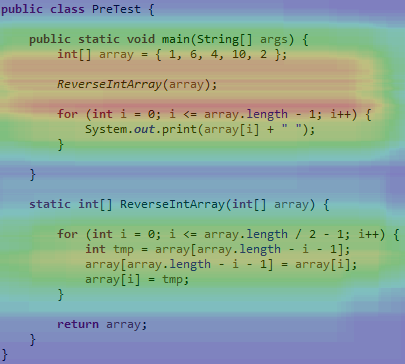 public class PreTest {
public static void main(String[] args) {
int[] array = { 1, 6, 4, 10, 2 };
ReverseIntArray(array);
for (int i = 0; i <= array.length - 1; i++) {
System.out.print(array[i] + " ");
}
}
static int[] ReverseIntArray(int[] array) {
for (int i = 0; i <= array.length / 2 - 1; i++) {
int tmp = array[array.length - i - 1];
array[array.length - i - 1] = array[i];
array[i] = tmp;
}
return array;
}
}